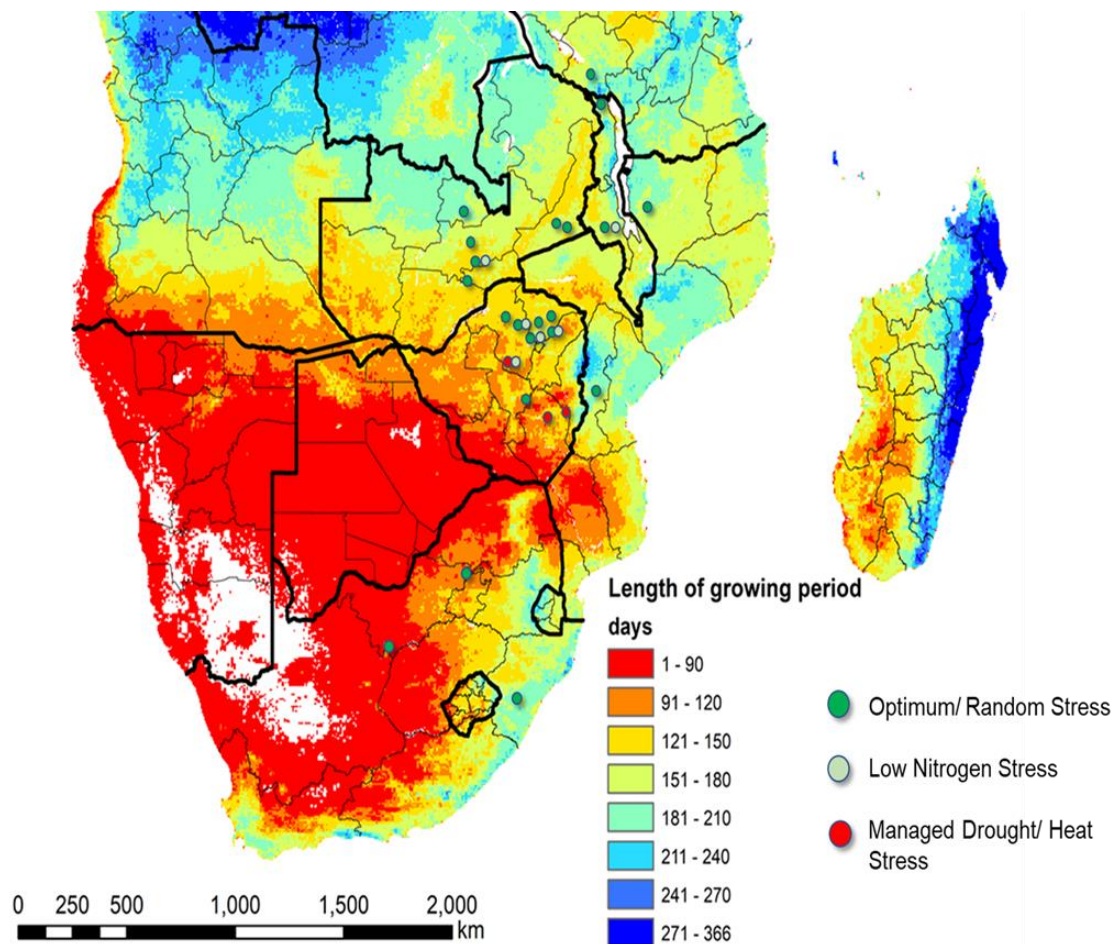 Length of growing period
days
1 - 90
91 - 120
121 - 150
151 - 180
181 - 210
211 - 240
241 - 270
271 - 366
Optimum/ Random Stress
Low Nitrogen Stress
Managed Drought/ Heat
Stress
0 250 500 1,000 1,500 2,000
km